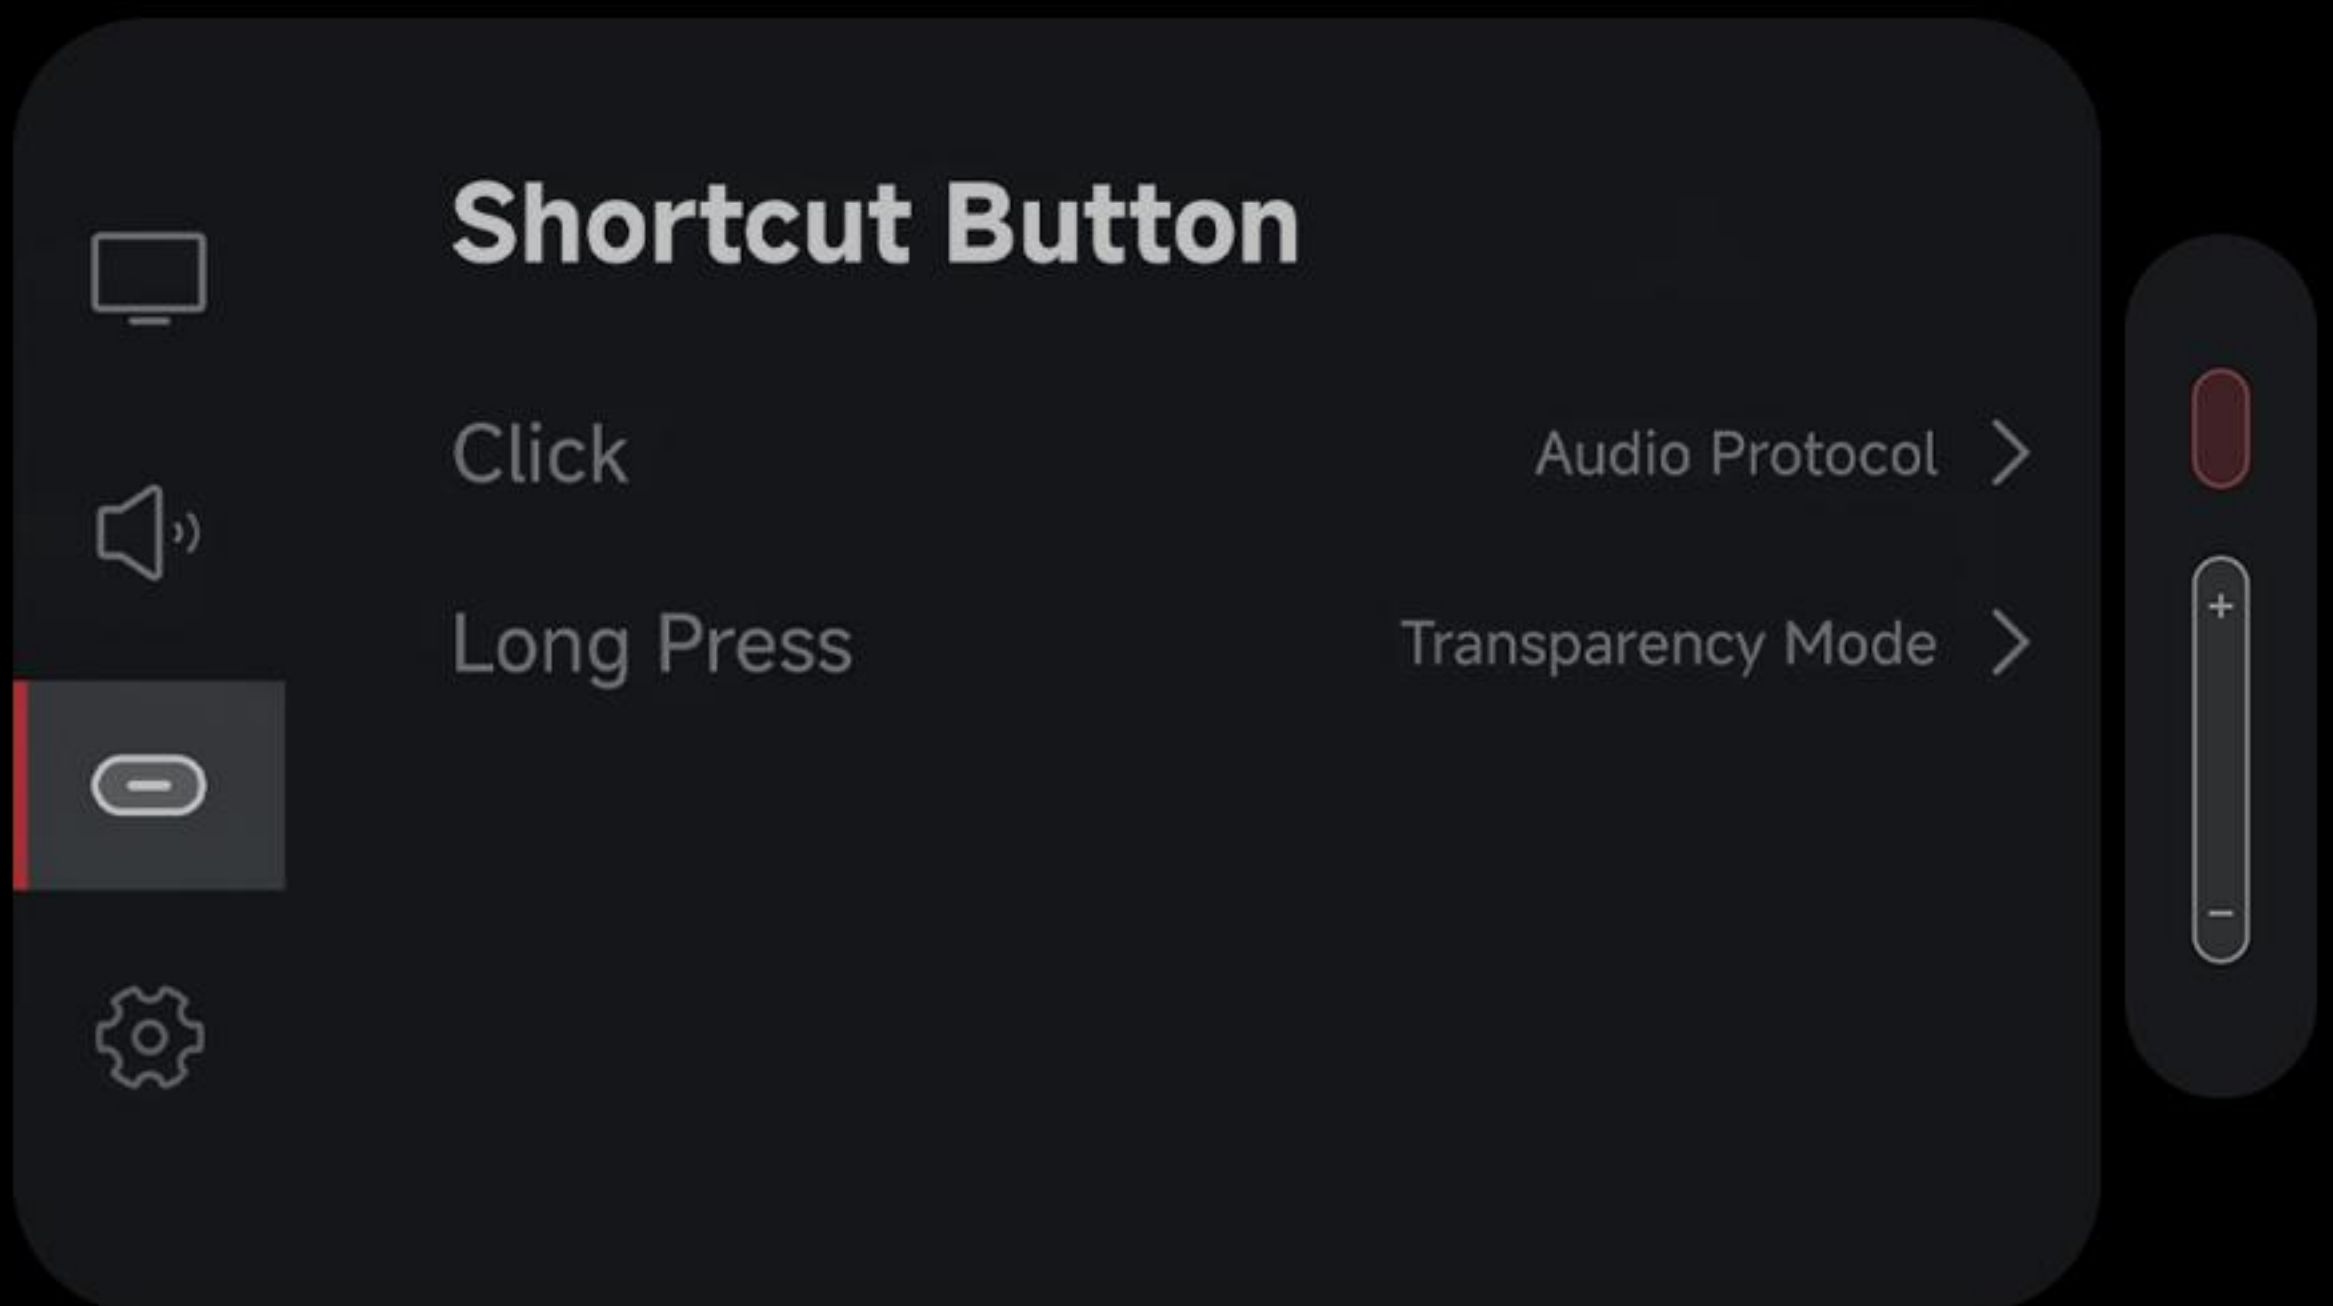 Shortcut Button
Click Audio Protocol >
Long Press Transparency Mode >
+
−